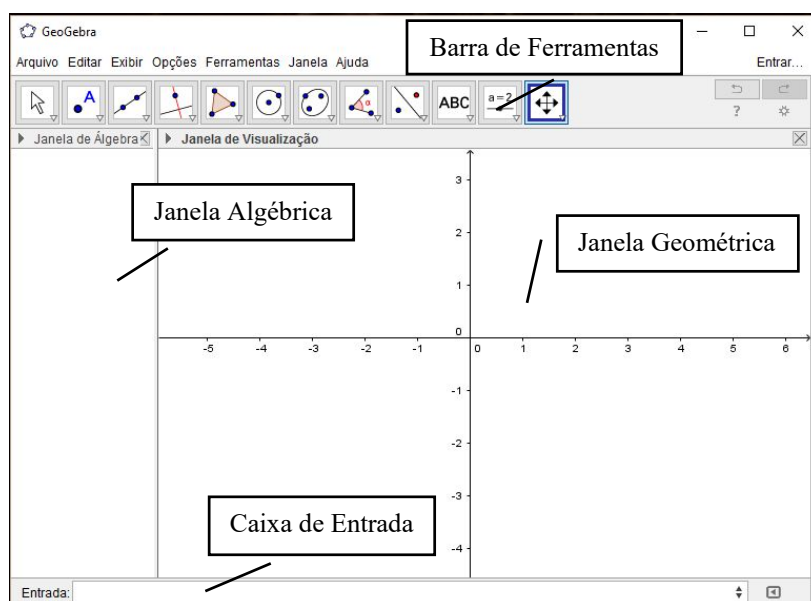 GeoGebra
Barra de Ferramentas
Arquivo Editar Exibir Opções Ferramentas Janela Ajuda
Entrar...
A
α
ABC
a=2
?
Janela de Álgebra
Janela de Visualização
3
Janela Algébrica
2
Janela Geométrica
1
0
-5 -4 -3 -2 -1 0 1 2 3 4 5 6
-1
-2
-3
Caixa de Entrada
-4
Entrada: